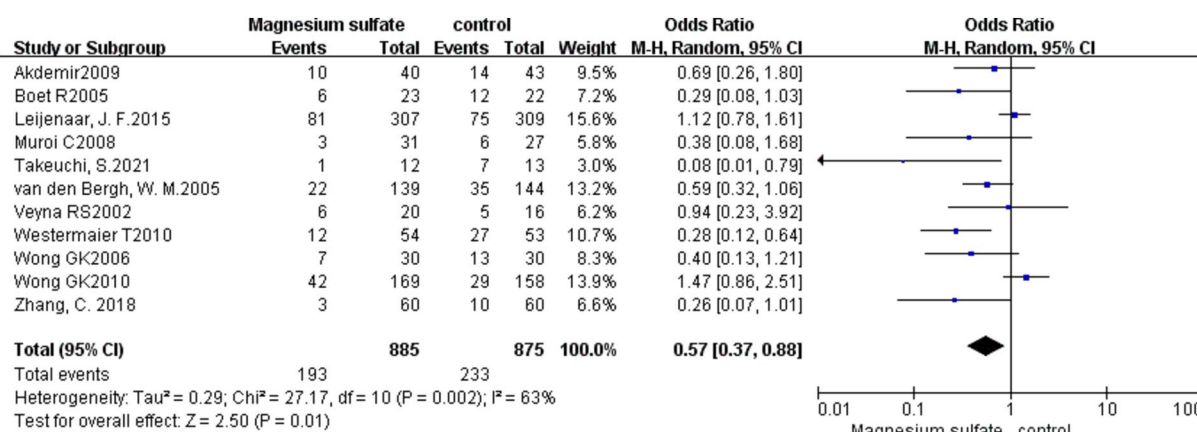 Magnesium sulfate control Odds Ratio Odds Ratio
Study or Subgroup Events Total Events Total Weight M-H, Random, 95% CI M-H, Random, 95% CI
Akdemir2009 10 40 14 43 9.5% 0.69 [0.26, 1.80]
Boet R2005 6 23 12 22 7.2% 0.29 [0.08, 1.03]
Leijenaar, J. F.2015 81 307 75 309 15.6% 1.12 [0.78, 1.61]
Muroi C2008 3 31 6 27 5.8% 0.38 [0.08, 1.68]
Takeuchi, S.2021 1 12 7 13 3.0% 0.08 [0.01, 0.79]
van den Bergh, W. M.2005 22 139 35 144 13.2% 0.59 [0.32, 1.06]
Veyna RS2002 6 20 5 16 6.2% 0.94 [0.23, 3.92]
Westermaier T2010 12 54 27 53 10.7% 0.28 [0.12, 0.64]
Wong GK2006 7 30 13 30 8.3% 0.40 [0.13, 1.21]
Wong GK2010 42 169 29 158 13.9% 1.47 [0.86, 2.51]
Zhang, C. 2018 3 60 10 60 6.6% 0.26 [0.07, 1.01]
Total (95% CI) 885 875 100.0% 0.57 [0.37, 0.88]
Total events 193 233
Heterogeneity: Tau² = 0.29; Chi² = 27.17, df = 10 (P = 0.002); I² = 63%
Test for overall effect: Z = 2.50 (P = 0.01)
0.01 0.1 1 10 100
Magnesium sulfate control